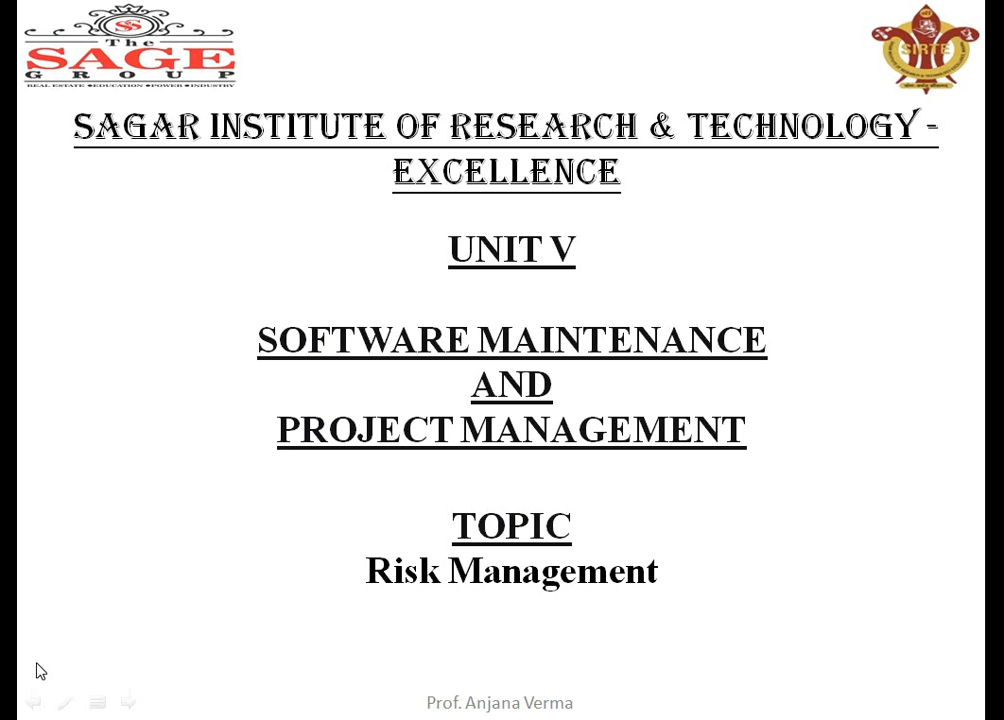 SS
The
SAGE
GROUP
REAL ESTATE •EDUCATION •POWER •INDUSTRY
SIRTE
SAGAR INSTITUTE OF RESEARCH & TECHNOLOGY -
EXCELLENCE
UNIT V
SOFTWARE MAINTENANCE
AND
PROJECT MANAGEMENT
TOPIC
Risk Management
Prof. Anjana Verma